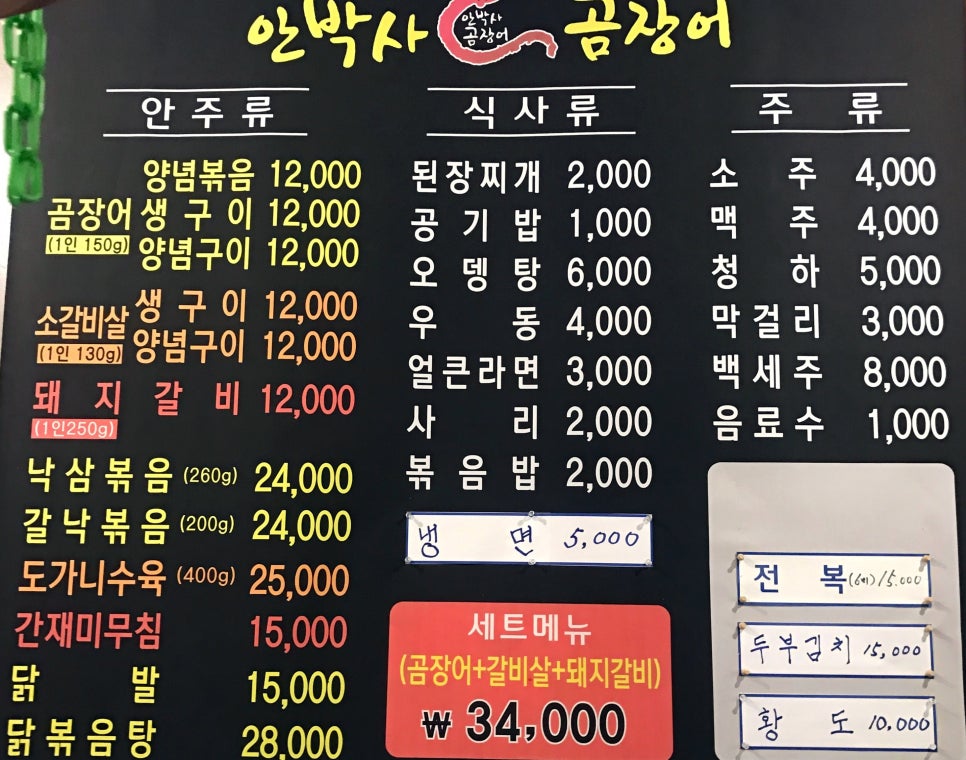 안박사 곰장어
안박사
곰장어
안주류
양념볶음 12,000
곰장어 생구이 12,000
(1인 150g) 양념구이 12,000
소갈비살 생구이 12,000
(1인 130g) 양념구이 12,000
돼지갈비 12,000
(1인250g)
낙삼볶음 (260g) 24,000
갈낙볶음 (200g) 24,000
도가니수육 (400g) 25,000
간재미무침 15,000
닭발 15,000
닭볶음탕 28,000
식사류
된장찌개 2,000
공기밥 1,000
오뎅탕 6,000
우동 4,000
얼큰라면 3,000
사리 2,000
볶음밥 2,000
냉면 5,000
세트메뉴
(곰장어+갈비살+돼지갈비)
₩ 34,000
주류
소주 4,000
맥주 4,000
청하 5,000
막걸리 3,000
백세주 8,000
음료수 1,000
전복 15,000
두부김치 15,000
황도 10,000